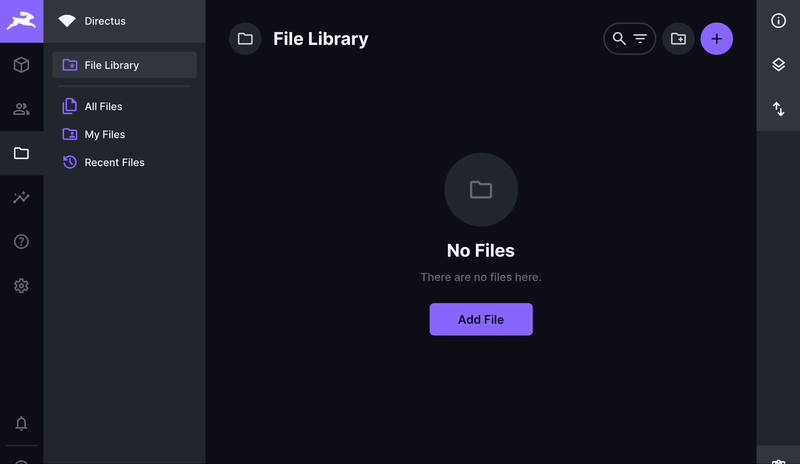 Directus
File Library
All Files
My Files
Recent Files
File Library
No Files
There are no files here.
Add File